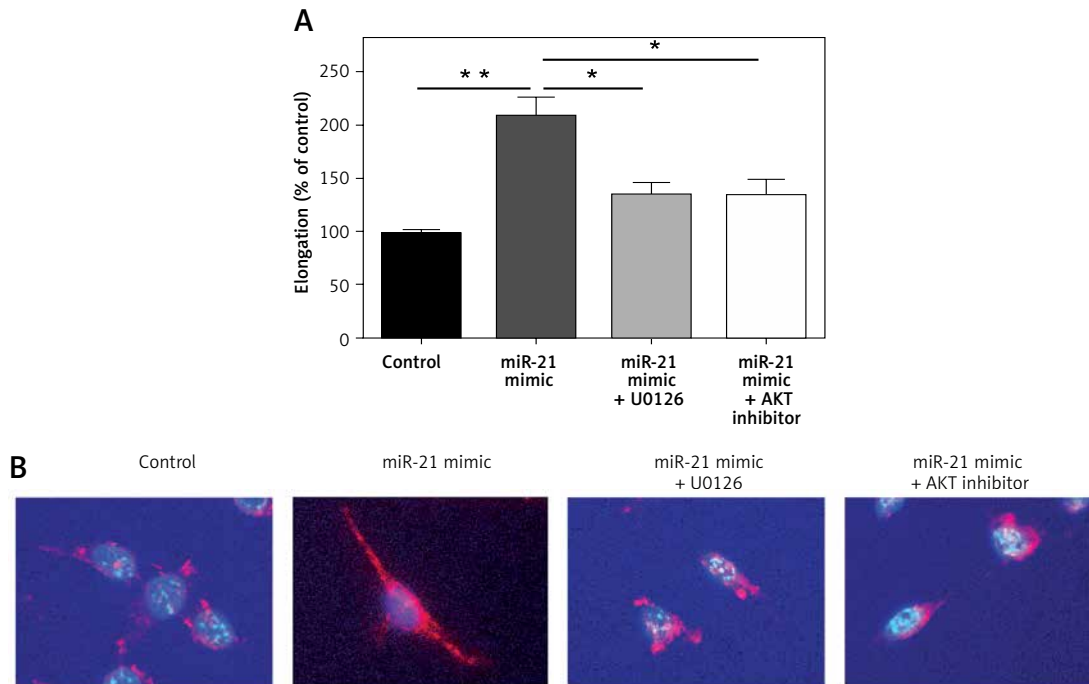 A
Elongation (% of control)
250
200
150
100
50
0
* *
*
*
Control
miR-21
mimic
miR-21
mimic
+ U0126
miR-21
mimic
+ AKT
inhibitor
B
Control
miR-21 mimic
miR-21 mimic
+ U0126
miR-21 mimic
+ AKT inhibitor